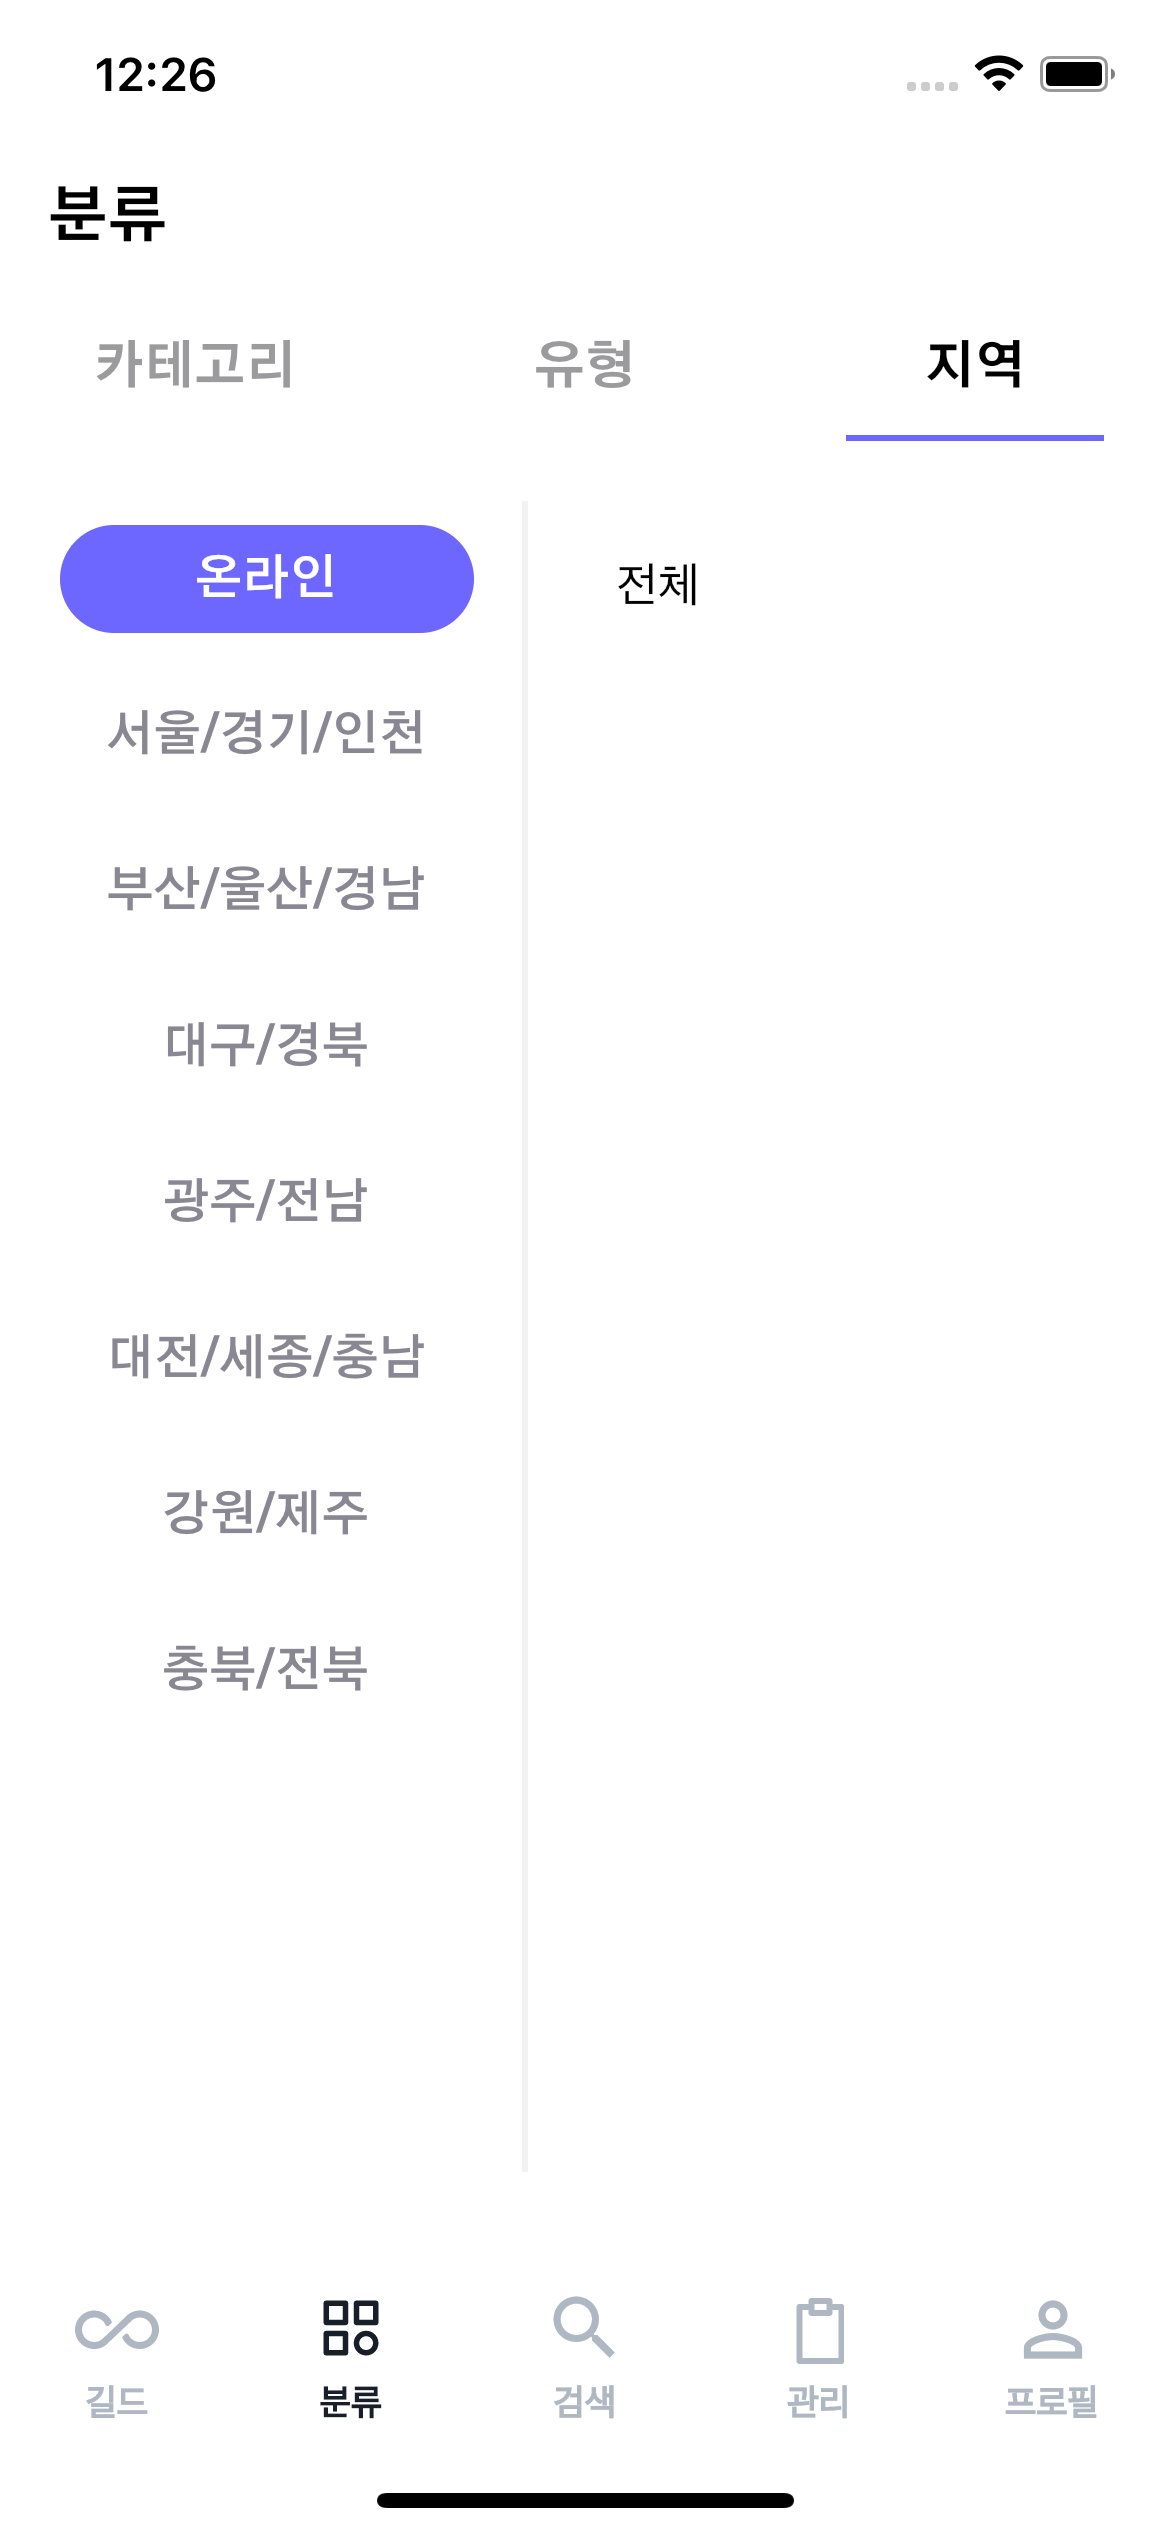 12:26
분류
카테고리 유형 지역
온라인
전체
서울/경기/인천
부산/울산/경남
대구/경북
광주/전남
대전/세종/충남
강원/제주
충북/전북
길드 분류 검색 관리 프로필